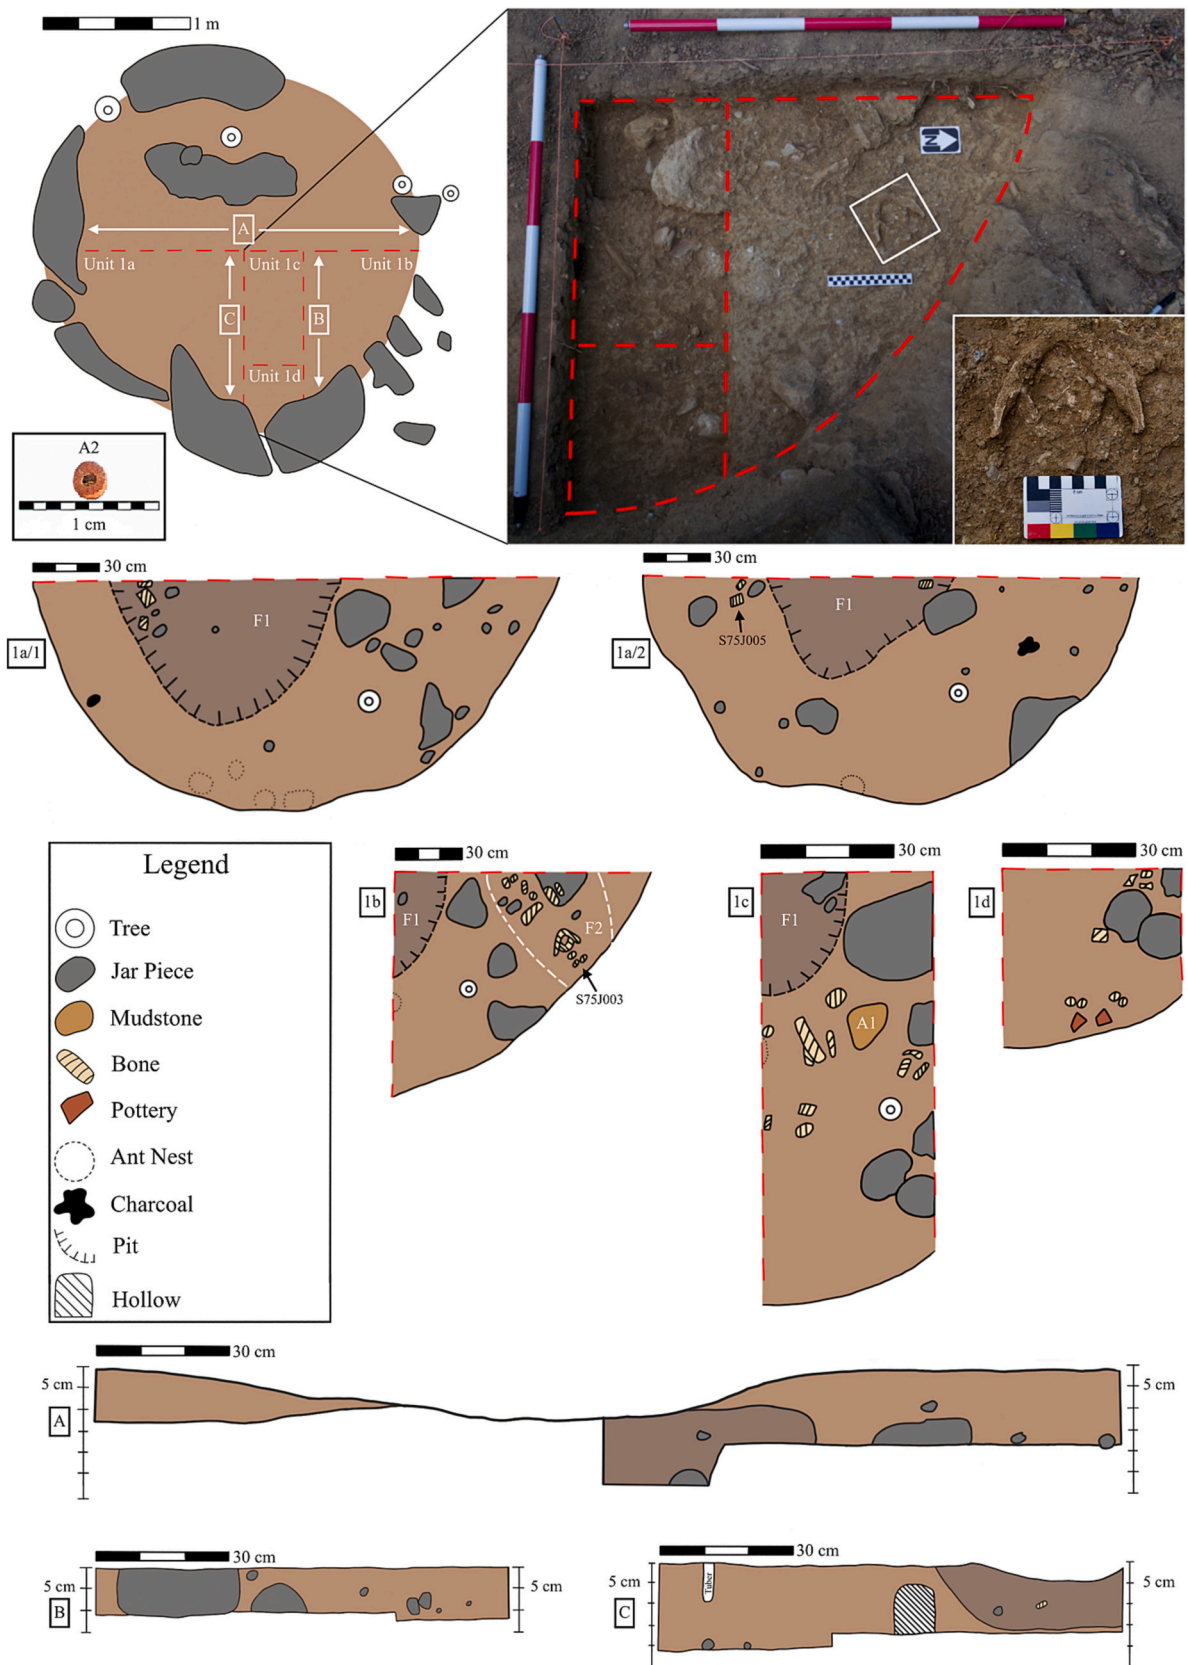 1 m
A
Unit 1a
Unit 1c
Unit 1b
C
B
Unit 1d
A2
1 cm
N
30 cm
1a/1
F1
30 cm
1a/2
F1
S75J005
Legend
Tree
Jar Piece
Mudstone
Bone
Pottery
Ant Nest
Charcoal
Pit
Hollow
30 cm
1b
F1
F2
S75J003
30 cm
1c
F1
A1
30 cm
1d
30 cm
5 cm
A
5 cm
30 cm
5 cm
B
5 cm
30 cm
5 cm
C
Tuber
5 cm